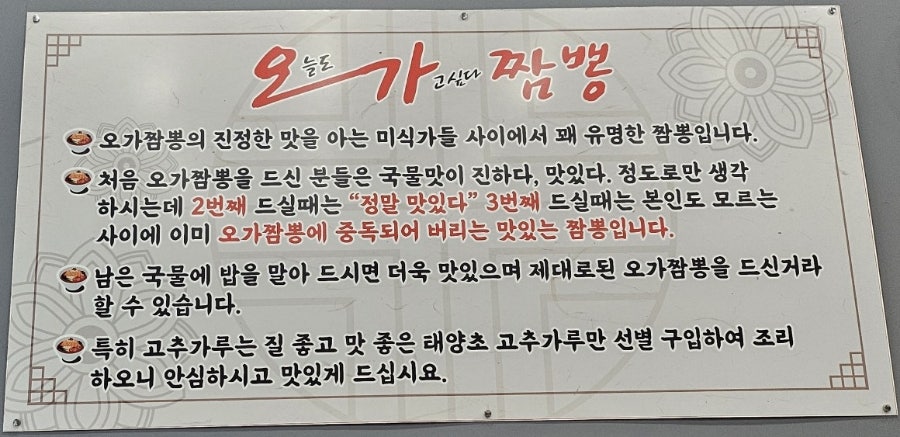 오늘도 가고싶다 짬뽕
오가짬뽕의 진정한 맛을 아는 미식가들 사이에서 꽤 유명한 짬뽕입니다.
처음 오가짬뽕을 드신 분들은 국물맛이 진하다, 맛있다. 정도로만 생각
하시는데 2번째 드실때는 “정말 맛있다” 3번째 드실때는 본인도 모르는
사이에 이미 오가짬뽕에 중독되어 버리는 맛있는 짬뽕입니다.
남은 국물에 밥을 말아 드시면 더욱 맛있으며 제대로된 오가짬뽕을 드신거라
할 수 있습니다.
특히 고추가루는 질 좋고 맛 좋은 태양초 고추가루만 선별 구입하여 조리
하오니 안심하시고 맛있게 드십시요.